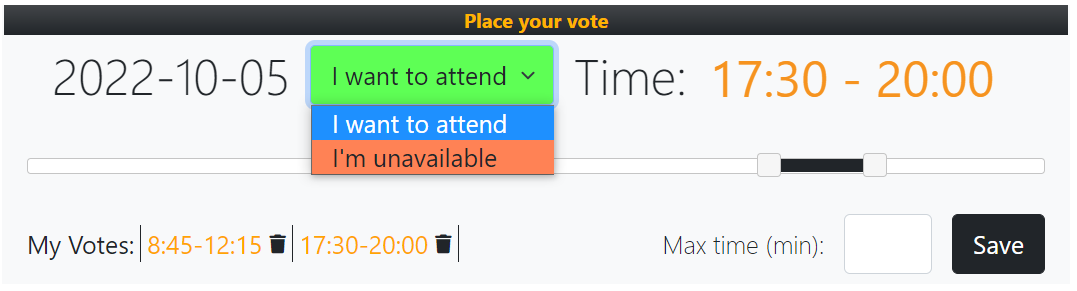 Place your vote
2022-10-05 I want to attend Time: 17:30 - 20:00
I want to attend
I'm unavailable
My Votes: 8:45-12:15 17:30-20:00 Max time (min): Save